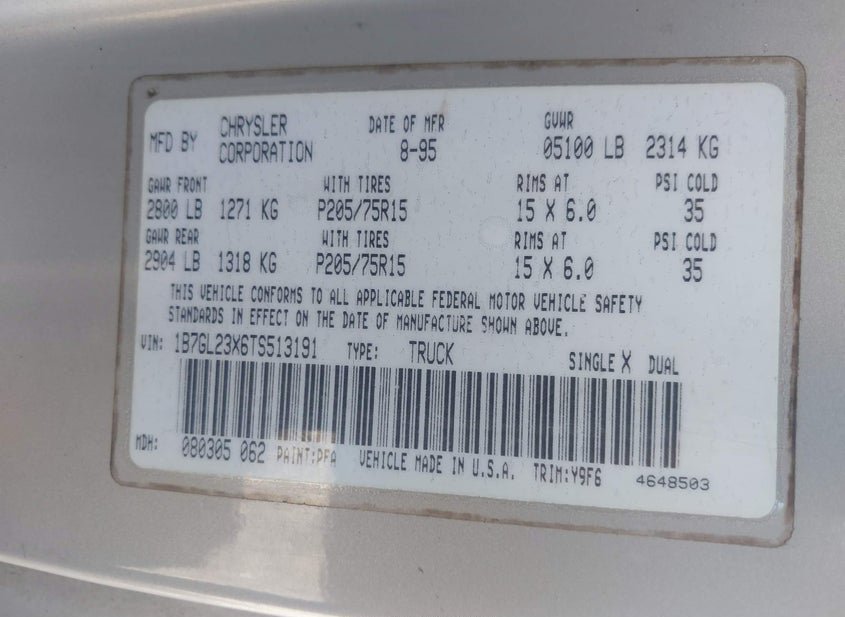 MFD BY CHRYSLER CORPORATION DATE OF MFR 8-95 GVWR 05100 LB 2314 KG
GAWR FRONT WITH TIRES RIMS AT PSI COLD
2800 LB 1271 KG P205/75R15 15 X 6.0 35
GAWR REAR WITH TIRES RIMS AT PSI COLD
2904 LB 1318 KG P205/75R15 15 X 6.0 35
THIS VEHICLE CONFORMS TO ALL APPLICABLE FEDERAL MOTOR VEHICLE SAFETY
STANDARDS IN EFFECT ON THE DATE OF MANUFACTURE SHOWN ABOVE.
VIN: 1B7GL23X6TS513191 TYPE: TRUCK SINGLE X DUAL
MDH: 080305 062 PAINT:PFA VEHICLE MADE IN U.S.A. TRIM:Y9F6 4648503